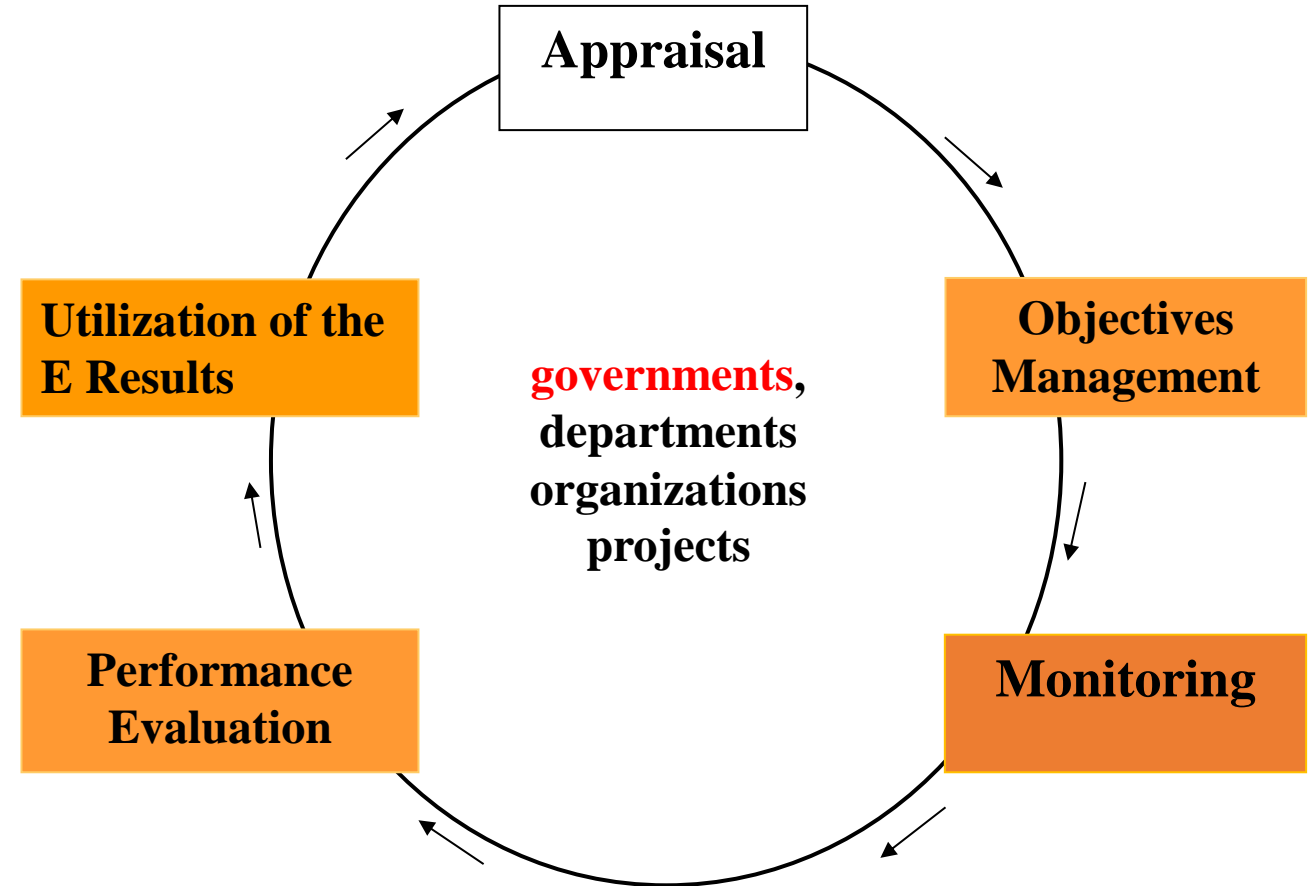 Appraisal
Objectives
Management
Monitoring
Performance
Evaluation
Utilization of the
E Results
governments,
departments
organizations
projects